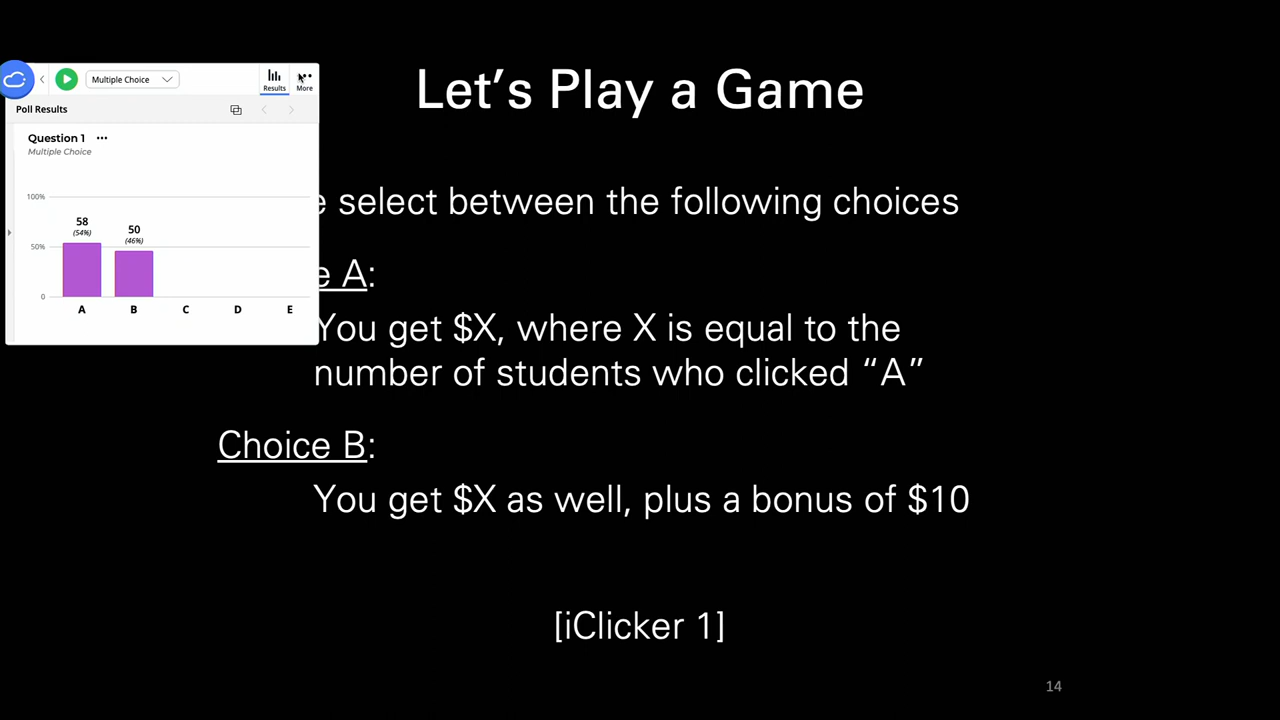 Let’s Play a Game
Multiple Choice
Results
More
Poll Results
Question 1
Multiple Choice
100%
58
(54%)
50
(46%)
50%
0
A B C D E
select between the following choices
A:
You get $X, where X is equal to the
number of students who clicked “A”
Choice B:
You get $X as well, plus a bonus of $10
[iClicker 1]
14